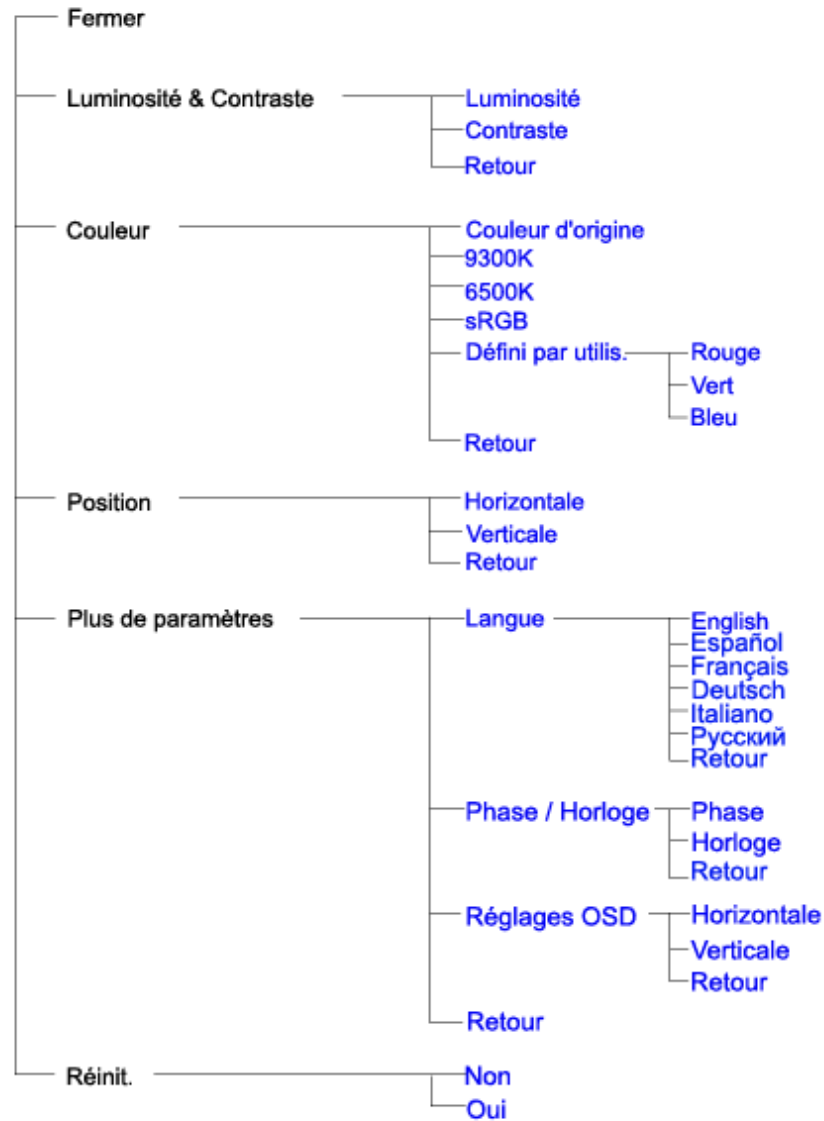 Fermer
Luminosité & Contraste
Luminosité
Contraste
Retour
Couleur
Couleur d'origine
9300K
6500K
sRGB
Défini par utilis.
Rouge
Vert
Bleu
Retour
Position
Horizontale
Verticale
Retour
Plus de paramètres
Langue
English
Español
Français
Deutsch
Italiano
Русский
Retour
Phase / Horloge
Phase
Horloge
Retour
Réglages OSD
Horizontale
Verticale
Retour
Retour
Réinit.
Non
Oui